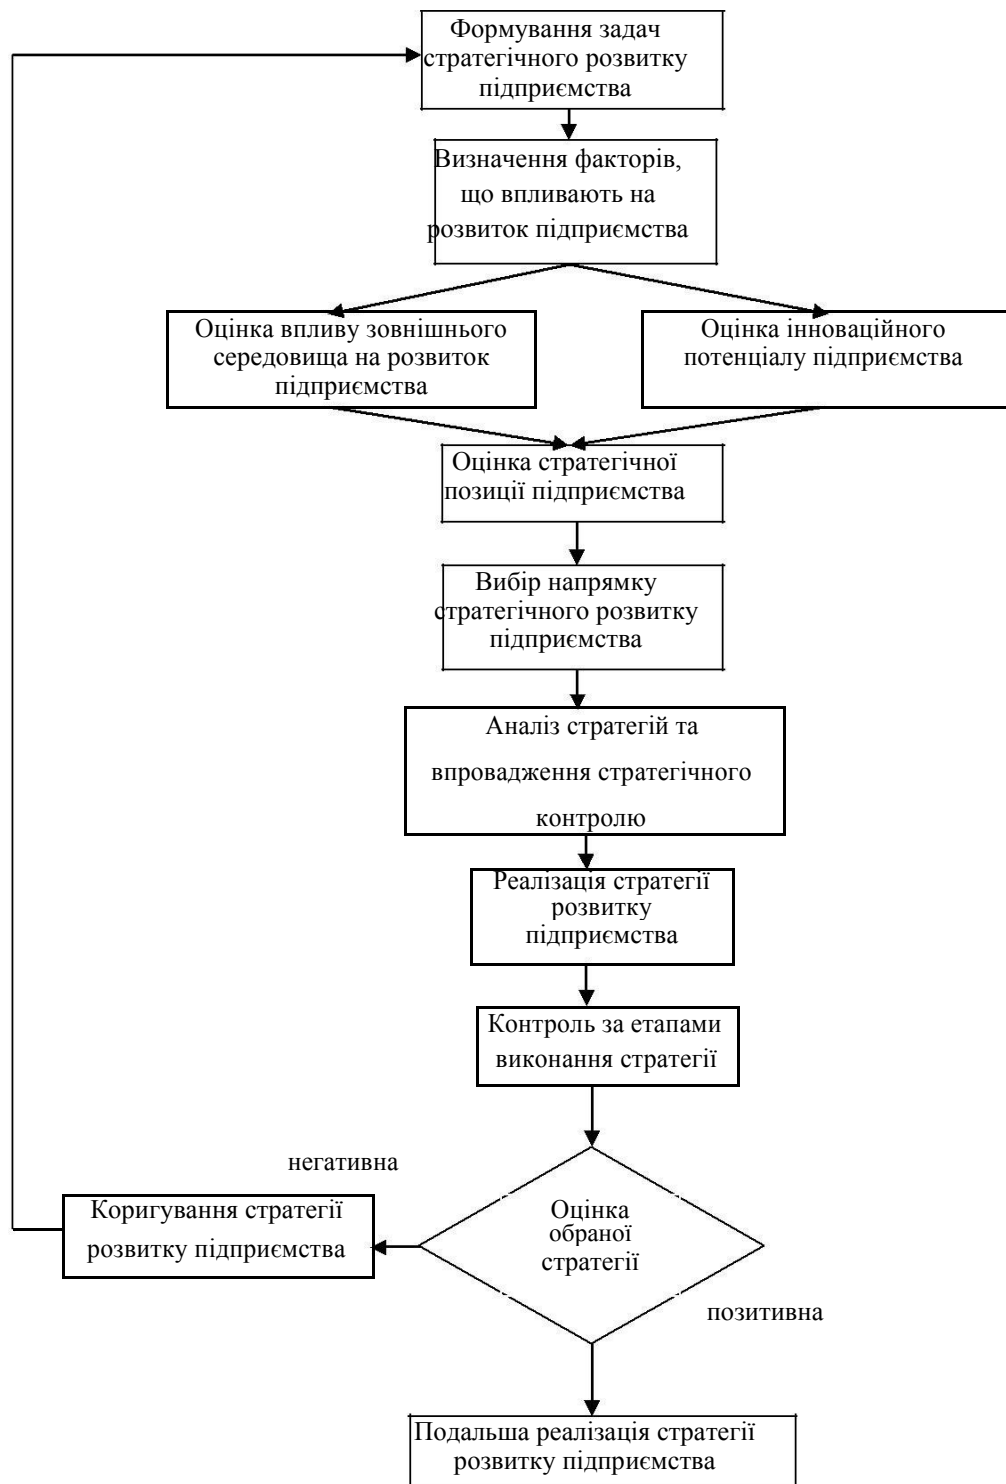 Формування задач
стратегічного розвитку
підприємства
Визначення факторів,
що впливають на
розвиток підприємства
Оцінка впливу зовнішнього
середовища на розвиток
підприємства
Оцінка інноваційного
потенціалу підприємства
Оцінка стратегічної
позиції підприємства
Вибір напрямку
стратегічного розвитку
підприємства
Аналіз стратегій та
впровадження стратегічного
контролю
Реалізація стратегії
розвитку
підприємства
Контроль за етапами
виконання стратегії
негативна
Коригування стратегії
розвитку підприємства
Оцінка
обраної
стратегії
позитивна
Подальша реалізація стратегії
розвитку підприємства